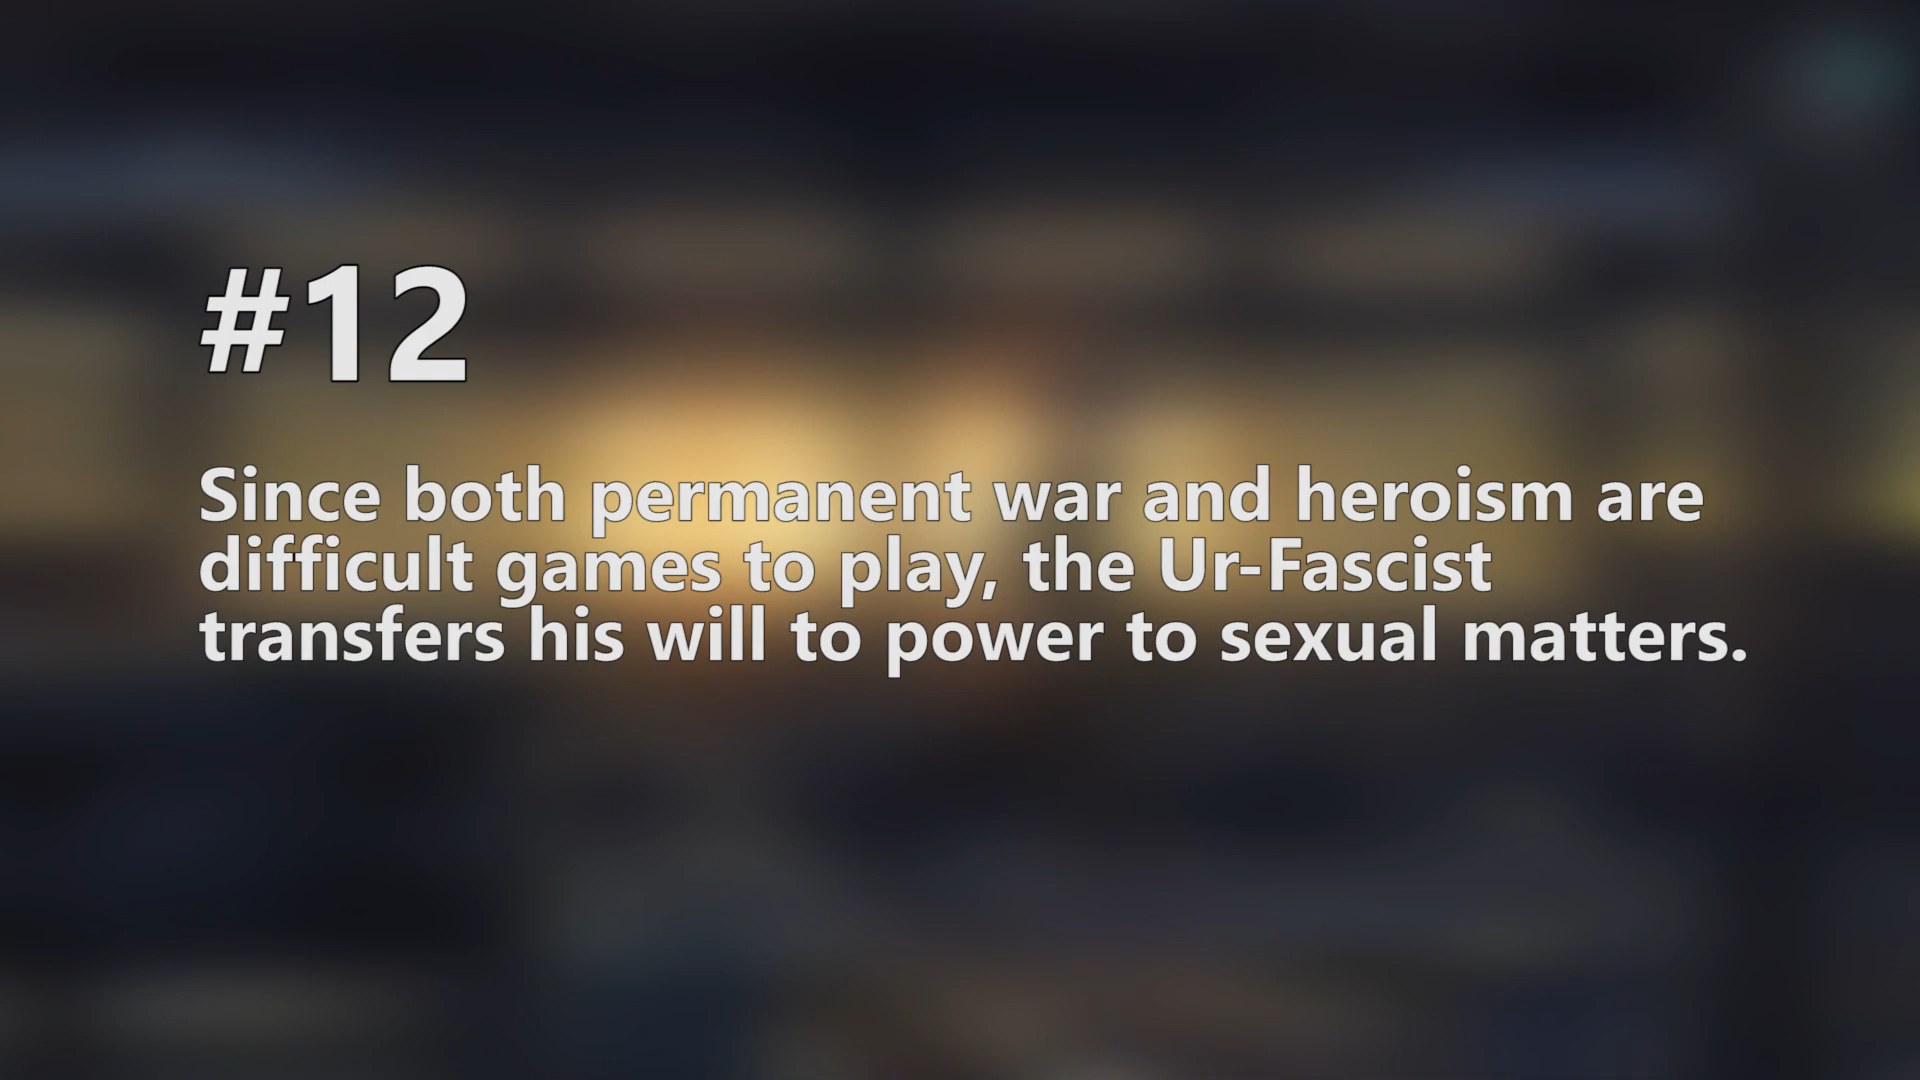 #12
Since both permanent war and heroism are
difficult games to play, the Ur-Fascist
transfers his will to power to sexual matters.